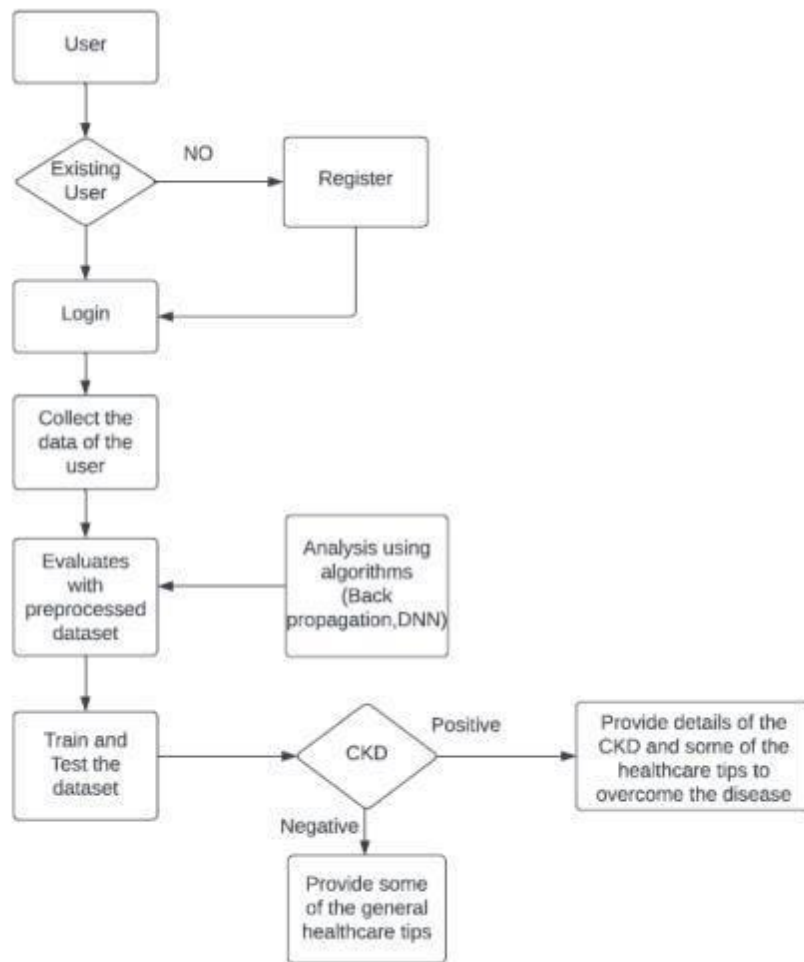 User
Existing
User
NO
Register
Login
Collect the
data of the
user
Evaluates
with
preprocessed
dataset
Analysis using
algorithms
(Back
propagation,DNN)
Train and
Test the
dataset
CKD
Positive
Provide details of the
CKD and some of the
healthcare tips to
overcome the disease
Negative
Provide some
of the general
healthcare tips